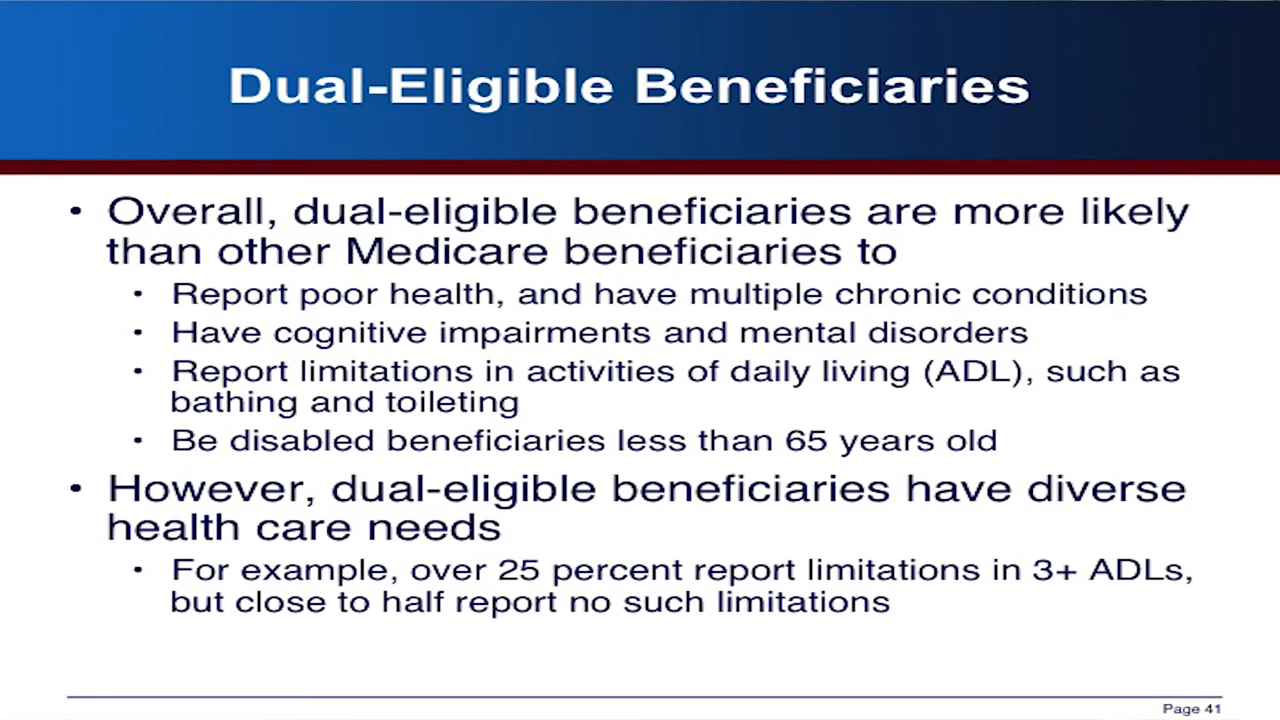 Dual-Eligible Beneficiaries
• Overall, dual-eligible beneficiaries are more likely
than other Medicare beneficiaries to
• Report poor health, and have multiple chronic conditions
• Have cognitive impairments and mental disorders
• Report limitations in activities of daily living (ADL), such as
bathing and toileting
• Be disabled beneficiaries less than 65 years old
• However, dual-eligible beneficiaries have diverse
health care needs
• For example, over 25 percent report limitations in 3+ ADLs,
but close to half report no such limitations
Page 41